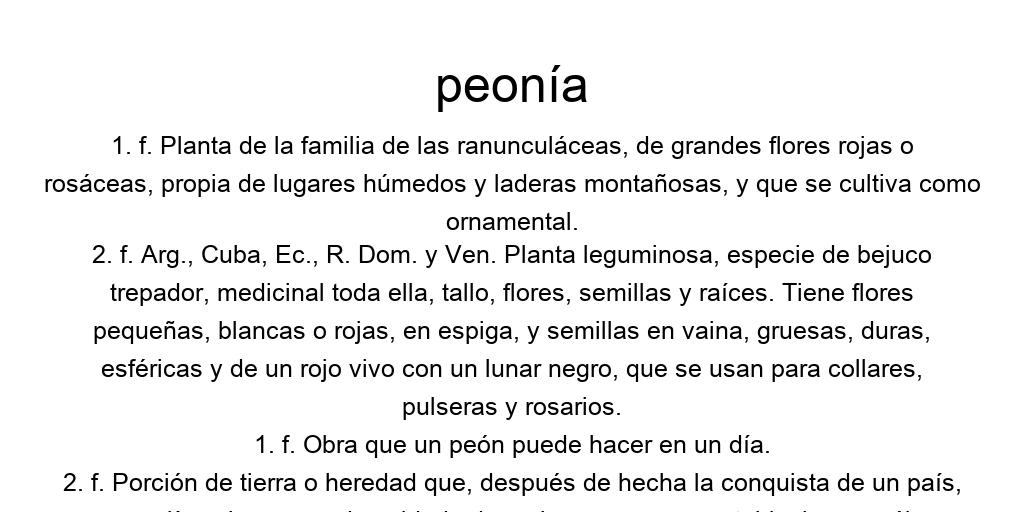 peonía
1. f. Planta de la familia de las ranunculáceas, de grandes flores rojas o
rosáceas, propia de lugares húmedos y laderas montañosas, y que se cultiva como
ornamental.
2. f. Arg., Cuba, Ec., R. Dom. y Ven. Planta leguminosa, especie de bejuco
trepador, medicinal toda ella, tallo, flores, semillas y raíces. Tiene flores
pequeñas, blancas o rojas, en espiga, y semillas en vaina, gruesas, duras,
esféricas y de un rojo vivo con un lunar negro, que se usan para collares,
pulseras y rosarios.
1. f. Obra que un peón puede hacer en un día.
2. f. Porción de tierra o heredad que, después de hecha la conquista de un país,